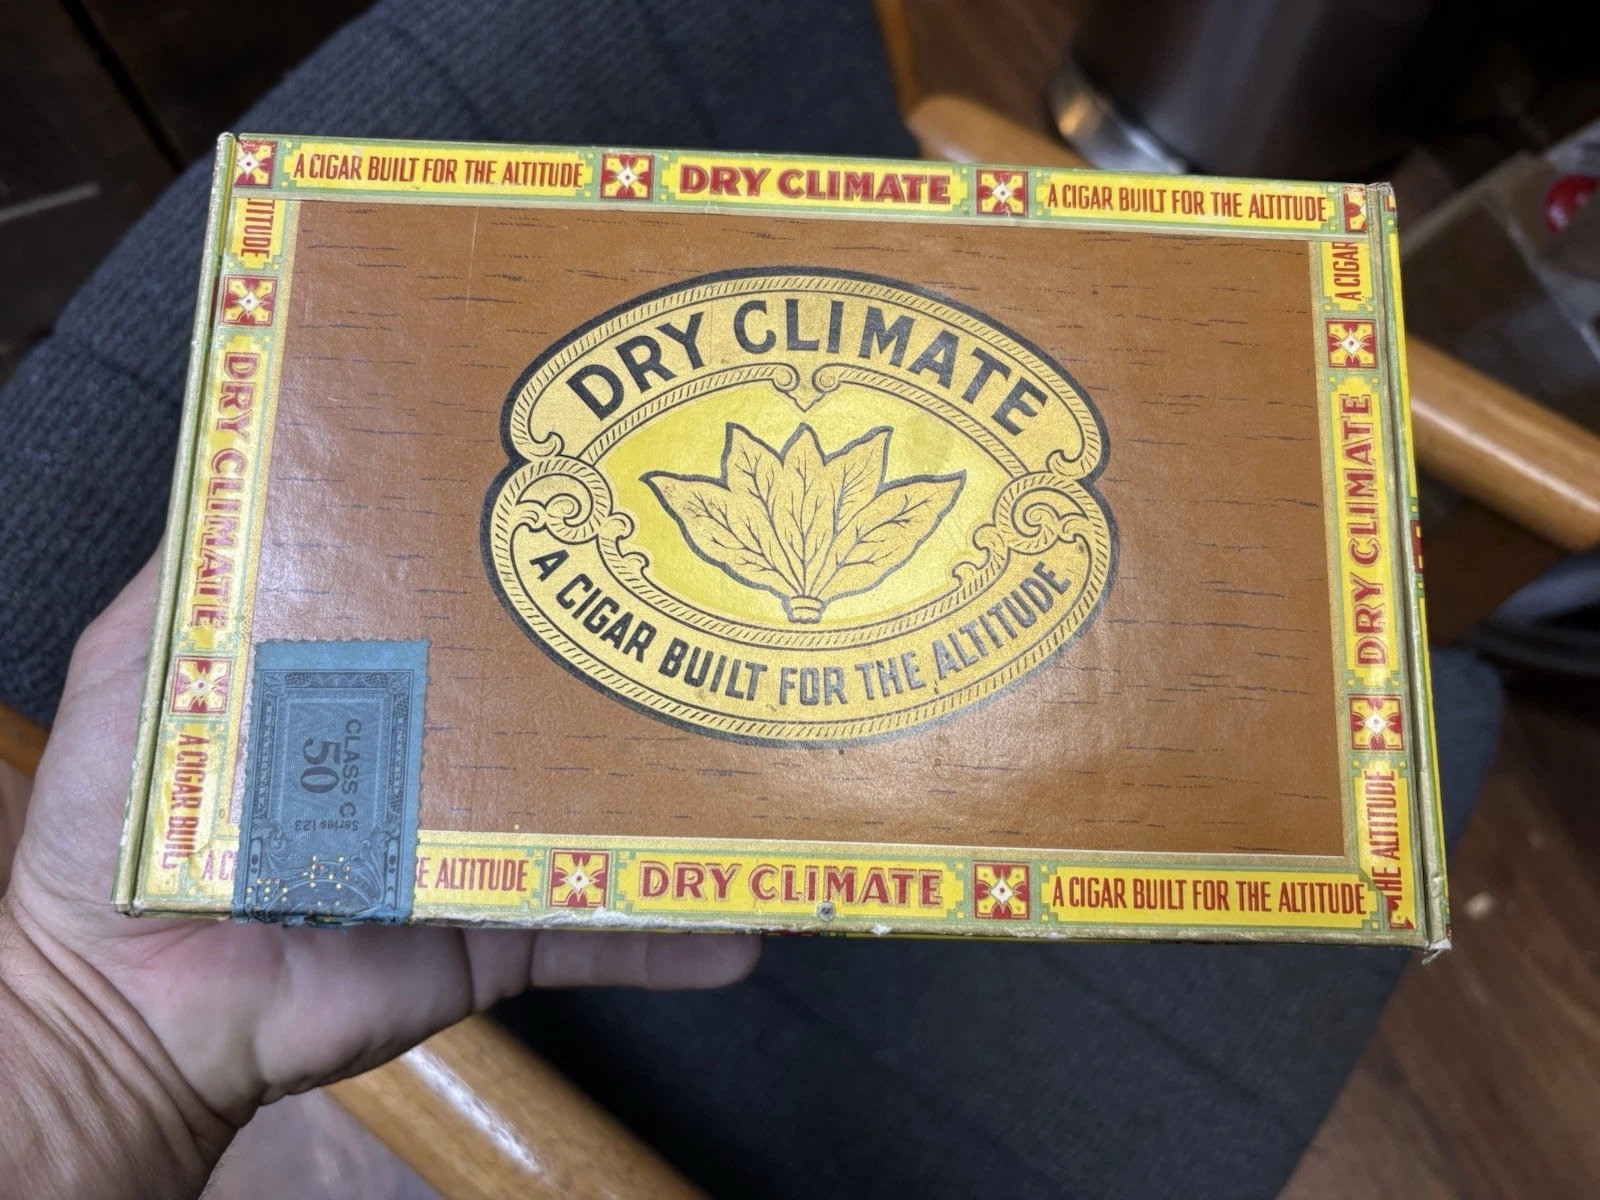 A CIGAR BUILT FOR THE ALTITUDE
DRY CLIMATE
A CIGAR BUILT FOR THE ALTITUDE
TITUDE
DRY CLIMATE
A CIGAR BUIL
A CIGAR
DRY CLIMATE
THE ALTITUDE
DRY CLIMATE
A CIGAR BUILT FOR THE ALTITUDE
CLASS C
50
Series 123
A C
E ALTITUDE
DRY CLIMATE
A CIGAR BUILT FOR THE ALTITUDE